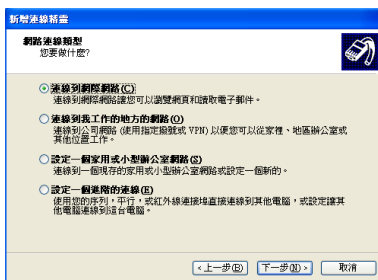 新增連線精靈
網路連線類型
您要做什麼?
連線到網際網路(C)
連線到網際網路讓您可以瀏覽網頁和讀取電子郵件。
連線到我工作的地方的網路(O)
連線到公司網路 (使用指定撥號或 VPN) 以便您可以從家裡、地區辦公室或
其他位置工作。
設定一個家用或小型辦公室網路(S)
連線到一個現存的家用或小型辦公室網路或設定一個新的。
設定一個進階的連線(E)
使用您的序列，平行，或紅外線連接埠直接連線到其他電腦，或設定讓其
他電腦連線到這台電腦。
<上一步(B)
下一步(N)>
取消